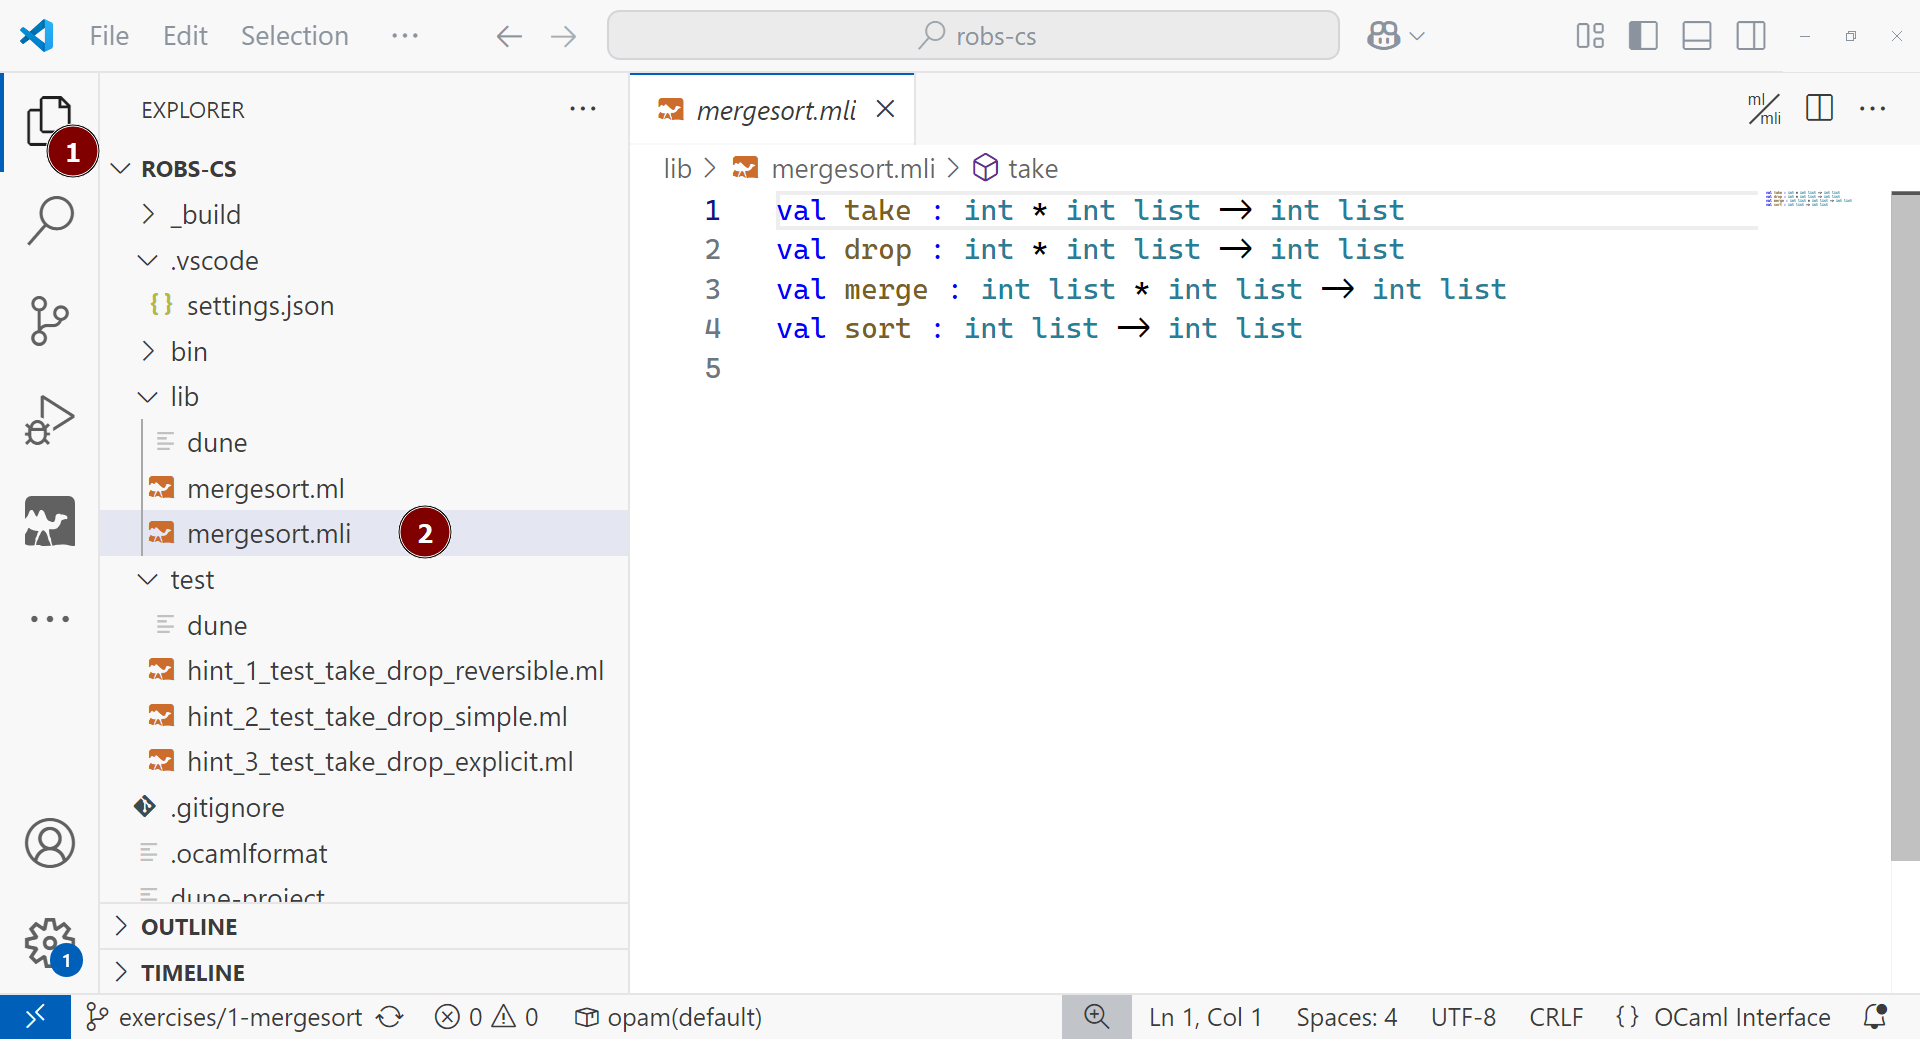 File Edit Selection ··· robs-cs
EXPLORER ···
1
ROBS-CS
_build
.vscode
{} settings.json
bin
lib
dune
mergesort.ml
mergesort.mli 2
test
dune
hint_1_test_take_drop_reversible.ml
hint_2_test_take_drop_simple.ml
hint_3_test_take_drop_explicit.ml
.gitignore
.ocamlformat
dune-project
OUTLINE
TIMELINE
1
mergesort.mli
ml/mli
lib > mergesort.mli > take
1 val take : int * int list -> int list
2 val drop : int * int list -> int list
3 val merge : int list * int list -> int list
4 val sort : int list -> int list
5
exercises/1-mergesort 0 0 opam(default) Ln 1, Col 1 Spaces: 4 UTF-8 CRLF {} OCaml Interface